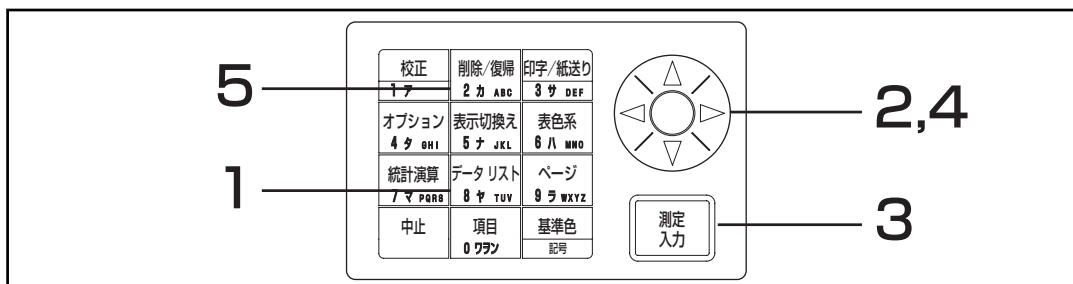 校正 削除/復帰 印字/紙送り
1 ア 2 カ ABC 3 サ DEF
5
2,4
オプション 表示切換え 表色系
4 タ GHI 5 ナ JKL 6 ハ MNO
統計演算 データリスト ページ
7 マ PQRS 8 ヤ TUV 9 ラ WXYZ
1
中止 項目 基準色
0 ワヲン 記号
測定
入力
3